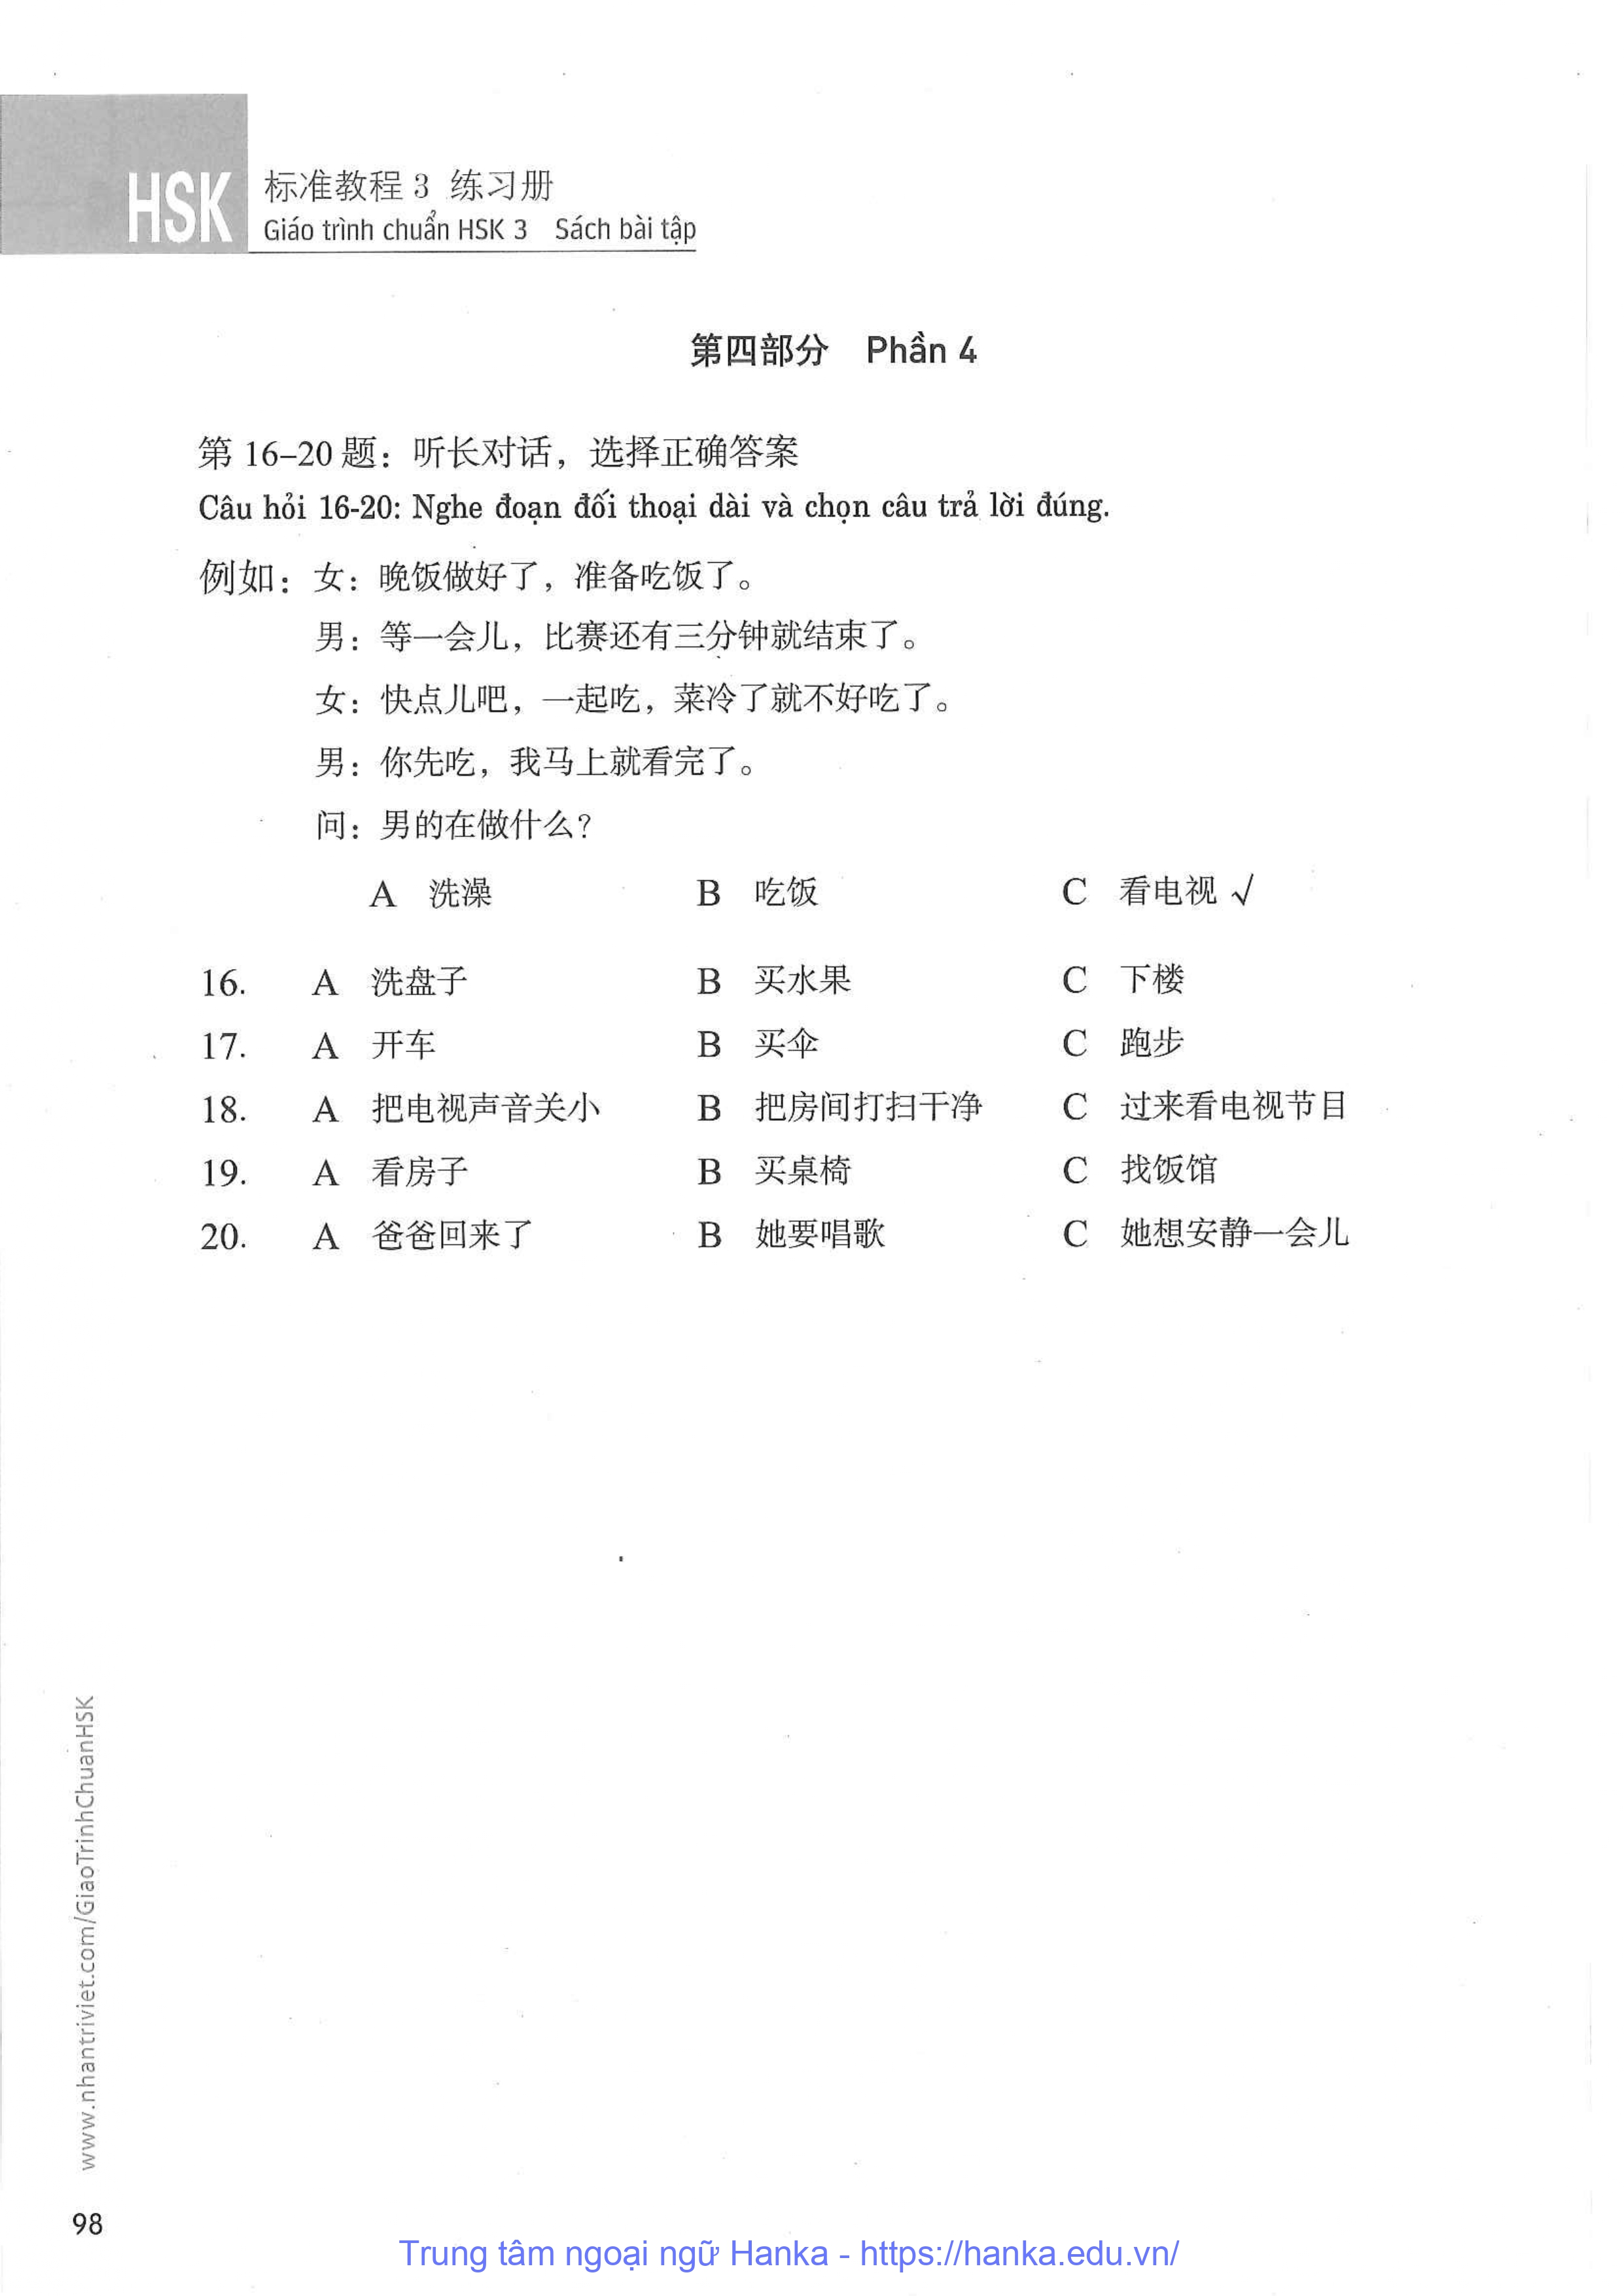 HSK
标准教程 3 练习册
Giáo trình chuẩn HSK 3 Sách bài tập
第四部分 Phần 4
第 16–20 题：听长对话，选择正确答案
Câu hỏi 16-20: Nghe đoạn đối thoại dài và chọn câu trả lời đúng.
例如：女：晚饭做好了，准备吃饭了。
男：等一会儿，比赛还有三分钟就结束了。
女：快点儿吧，一起吃，菜冷了就不好吃了。
男：你先吃，我马上就看完了。
问：男的在做什么？
A 洗澡 B 吃饭 C 看电视 √
16. A 洗盘子 B 买水果 C 下楼
17. A 开车 B 买伞 C 跑步
18. A 把电视声音关小 B 把房间打扫干净 C 过来看电视节目
19. A 看房子 B 买桌椅 C 找饭馆
20. A 爸爸回来了 B 她要唱歌 C 她想安静一会儿
www.nhantriviet.com/GiaoTrinhChuanHSK
98
Trung tâm ngoại ngữ Hanka - https://hanka.edu.vn/